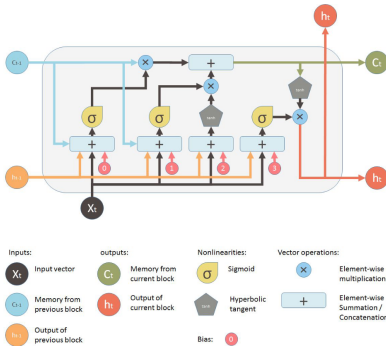 hₜ
Cₜ₋₁
×
+
Cₜ
tanh
σ
σ
×
tanh
σ
×
+
+
+
+
0
1
2
3
hₜ₋₁
hₜ
Xₜ
Inputs:
outputs:
Nonlinearities:
Vector operations:
Xₜ
Input vector
Cₜ
Memory from
current block
σ
Sigmoid
×
Element-wise
multiplication
Cₜ₋₁
Memory from
previous block
hₜ
Output of
current block
tanh
Hyperbolic
tangent
+
Element-wise
Summation /
Concatenation
hₜ₋₁
Output of
previous block
Bias:
0